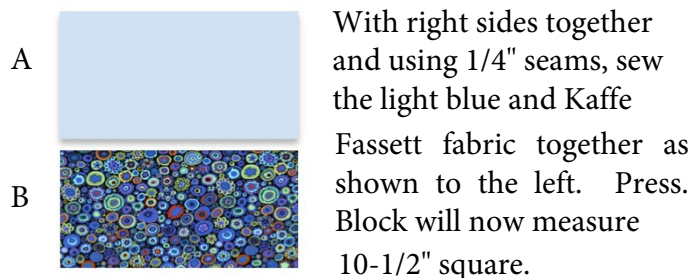 With right sides together
A
and using 1/4" seams, sew
the light blue and Kaffe
Fassett fabric together as
B
shown to the left. Press.
Block will now measure
10-1/2" square.